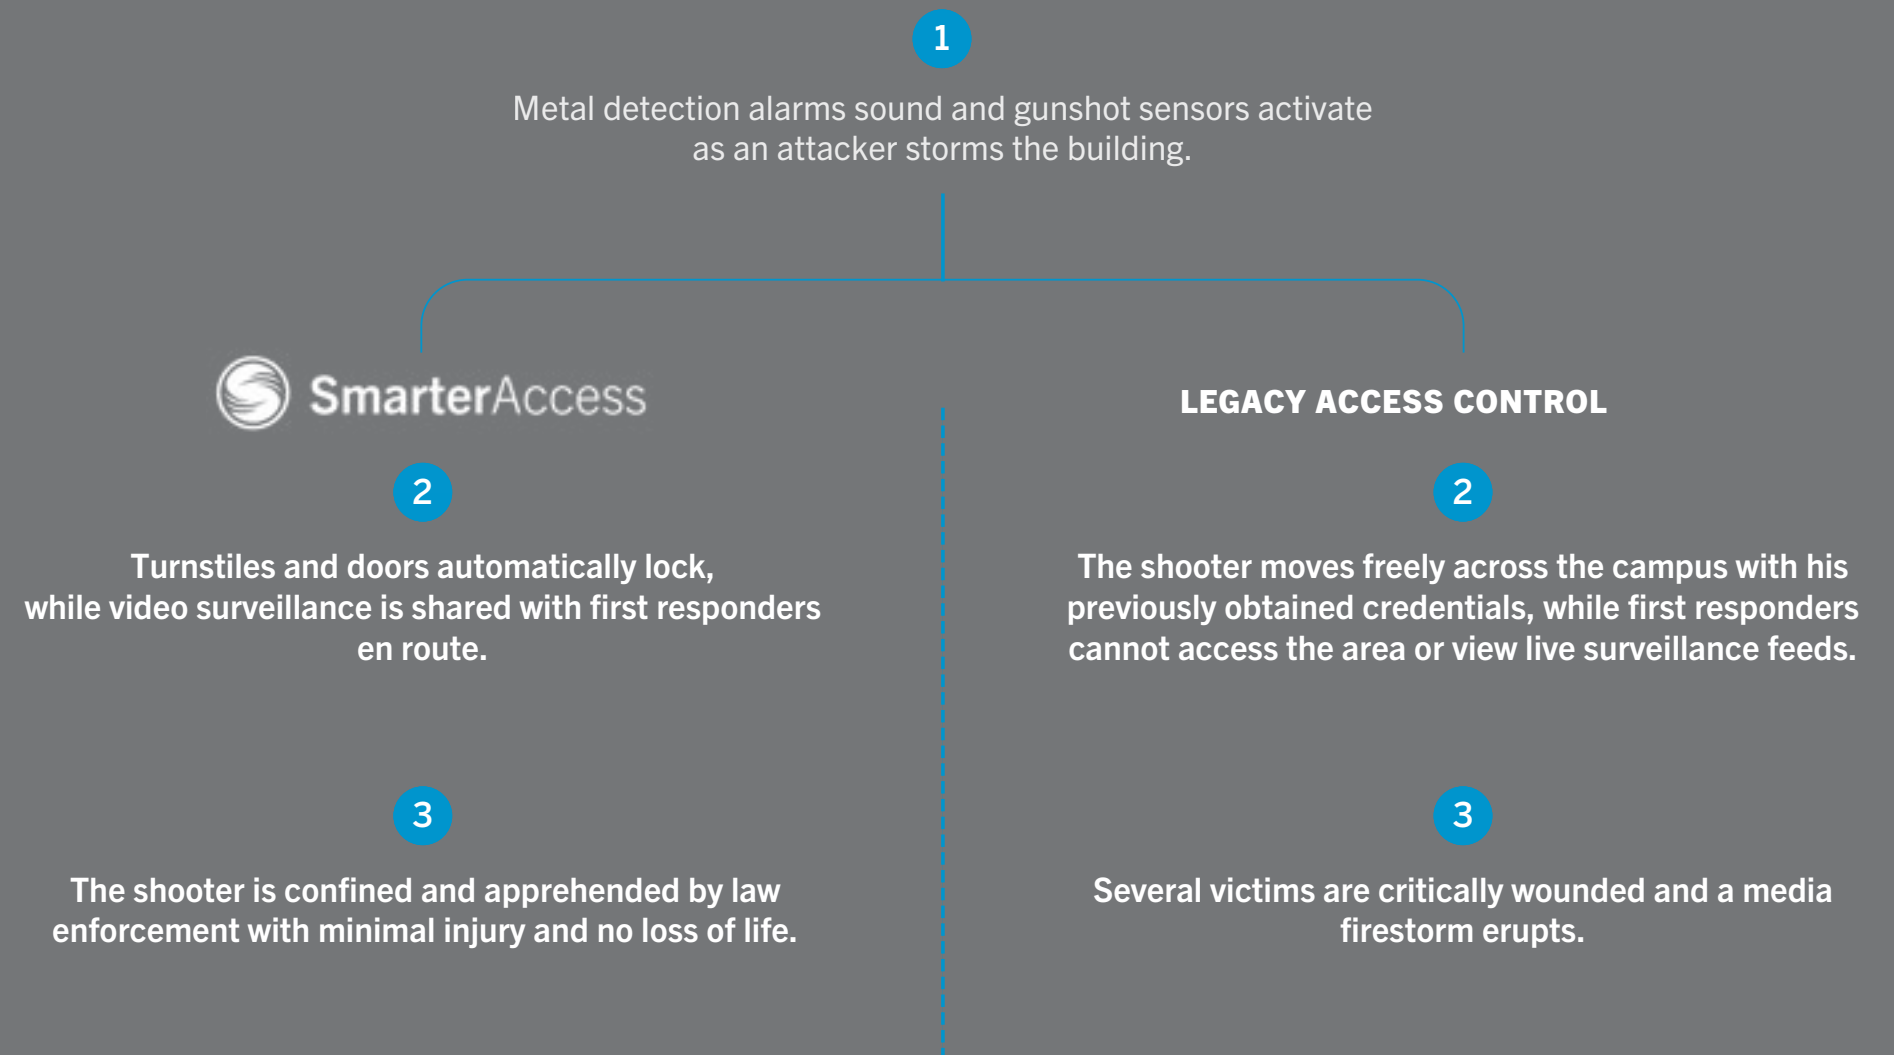 1
Metal detection alarms sound and gunshot sensors activate
as an attacker storms the building.
SmarterAccess
2
Turnstiles and doors automatically lock,
while video surveillance is shared with first responders
en route.
3
The shooter is confined and apprehended by law
enforcement with minimal injury and no loss of life.
LEGACY ACCESS CONTROL
2
The shooter moves freely across the campus with his
previously obtained credentials, while first responders
cannot access the area or view live surveillance feeds.
3
Several victims are critically wounded and a media
firestorm erupts.